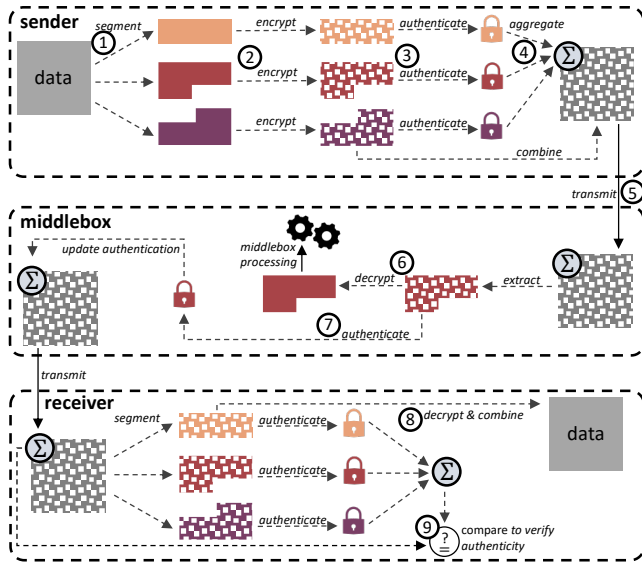 sender
segment
encrypt
authenticate
aggregate
1
2
3
4
Σ
data
encrypt
authenticate
encrypt
authenticate
combine
transmit
5
middlebox
update authentication
Σ
middlebox
processing
6
decrypt
extract
Σ
7
authenticate
transmit
receiver
segment
authenticate
8
decrypt & combine
data
Σ
authenticate
Σ
authenticate
9
?
=
compare to verify
authenticity